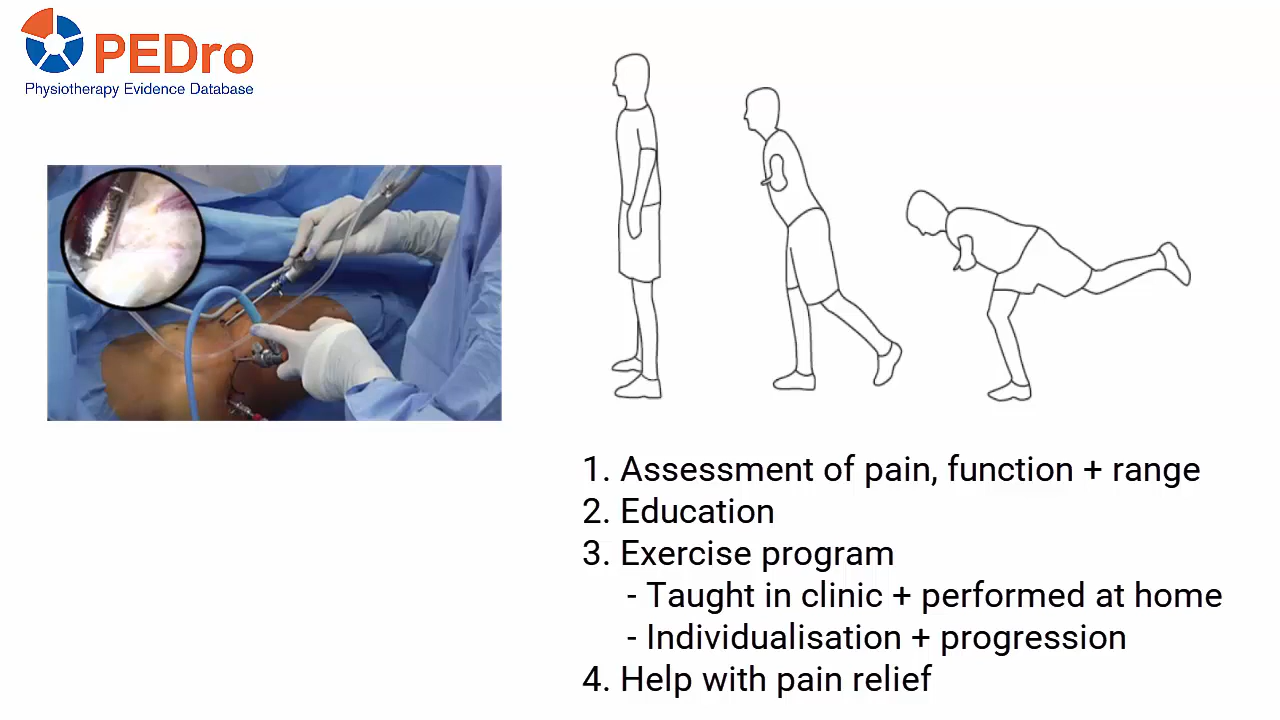 PEDro
Physiotherapy Evidence Database
1. Assessment of pain, function + range
2. Education
3. Exercise program
- Taught in clinic + performed at home
- Individualisation + progression
4. Help with pain relief